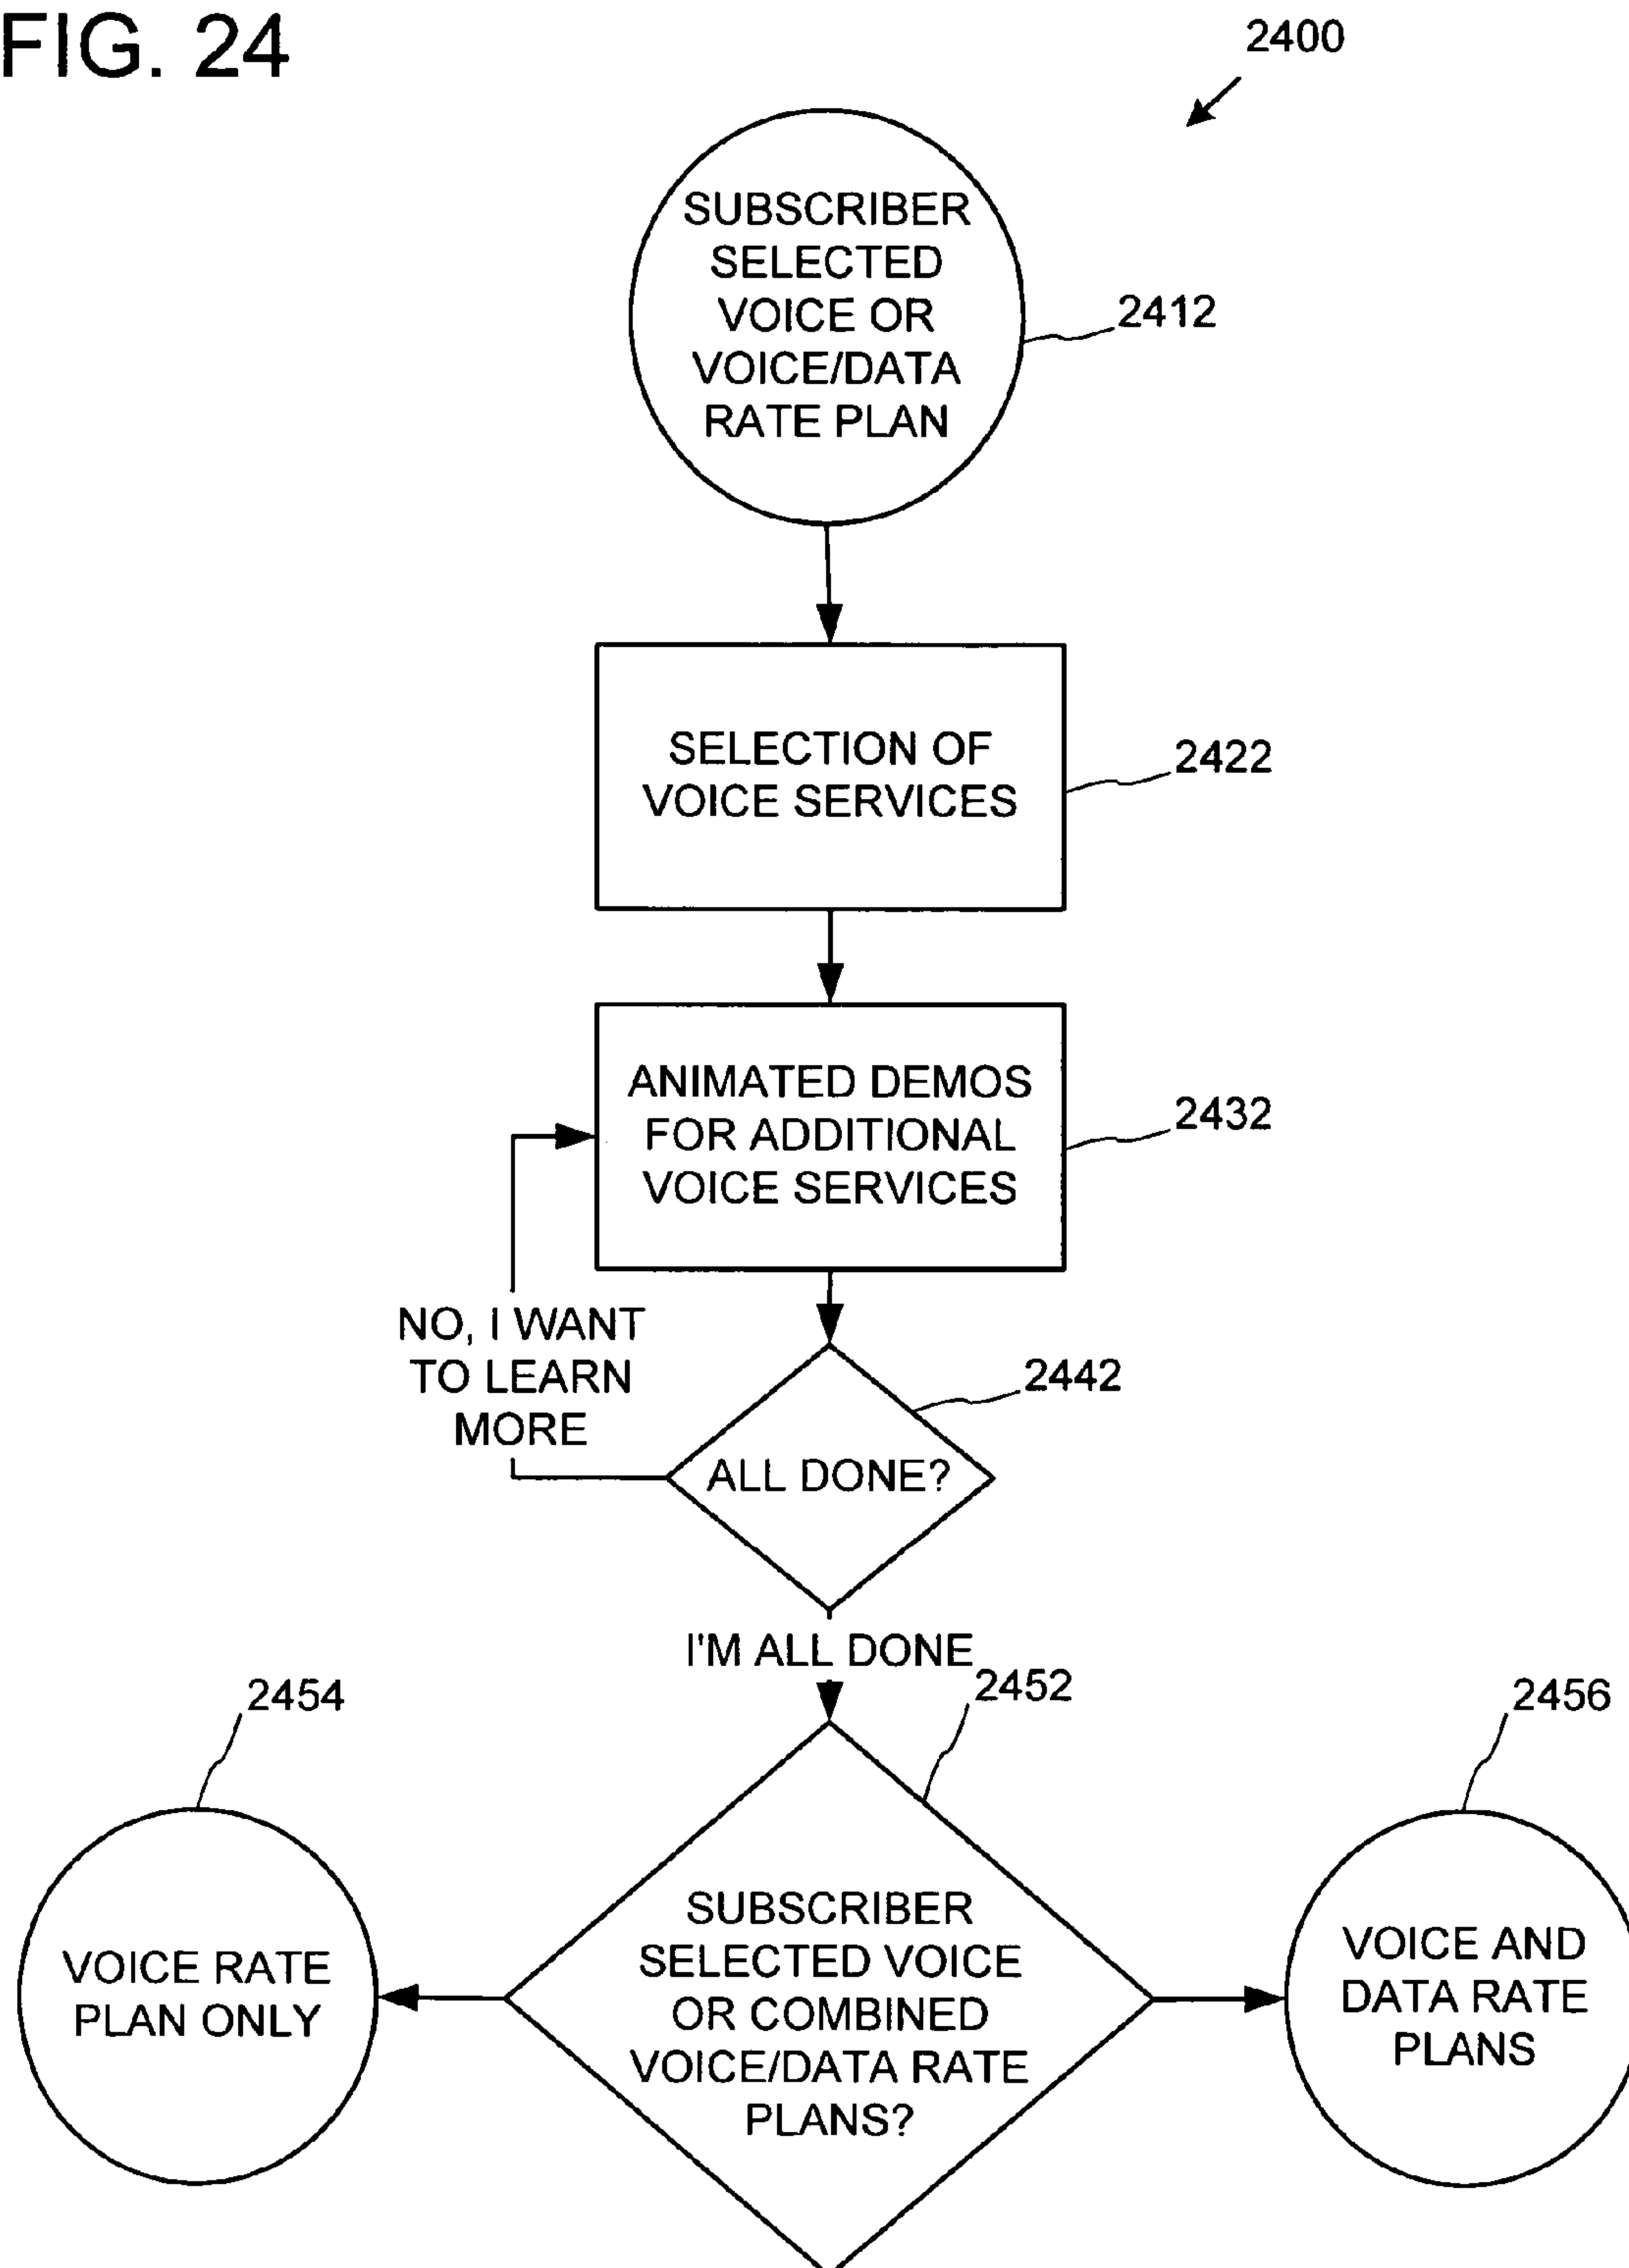 FIG. 24
2400
SUBSCRIBER
SELECTED
VOICE OR
VOICE/DATA
RATE PLAN
2412
SELECTION OF
VOICE SERVICES
2422
ANIMATED DEMOS
FOR ADDITIONAL
VOICE SERVICES
2432
NO, I WANT
TO LEARN
MORE
2442
ALL DONE?
I'M ALL DONE
2452
2454
2456
VOICE RATE
PLAN ONLY
SUBSCRIBER
SELECTED VOICE
OR COMBINED
VOICE/DATA RATE
PLANS?
VOICE AND
DATA RATE
PLANS